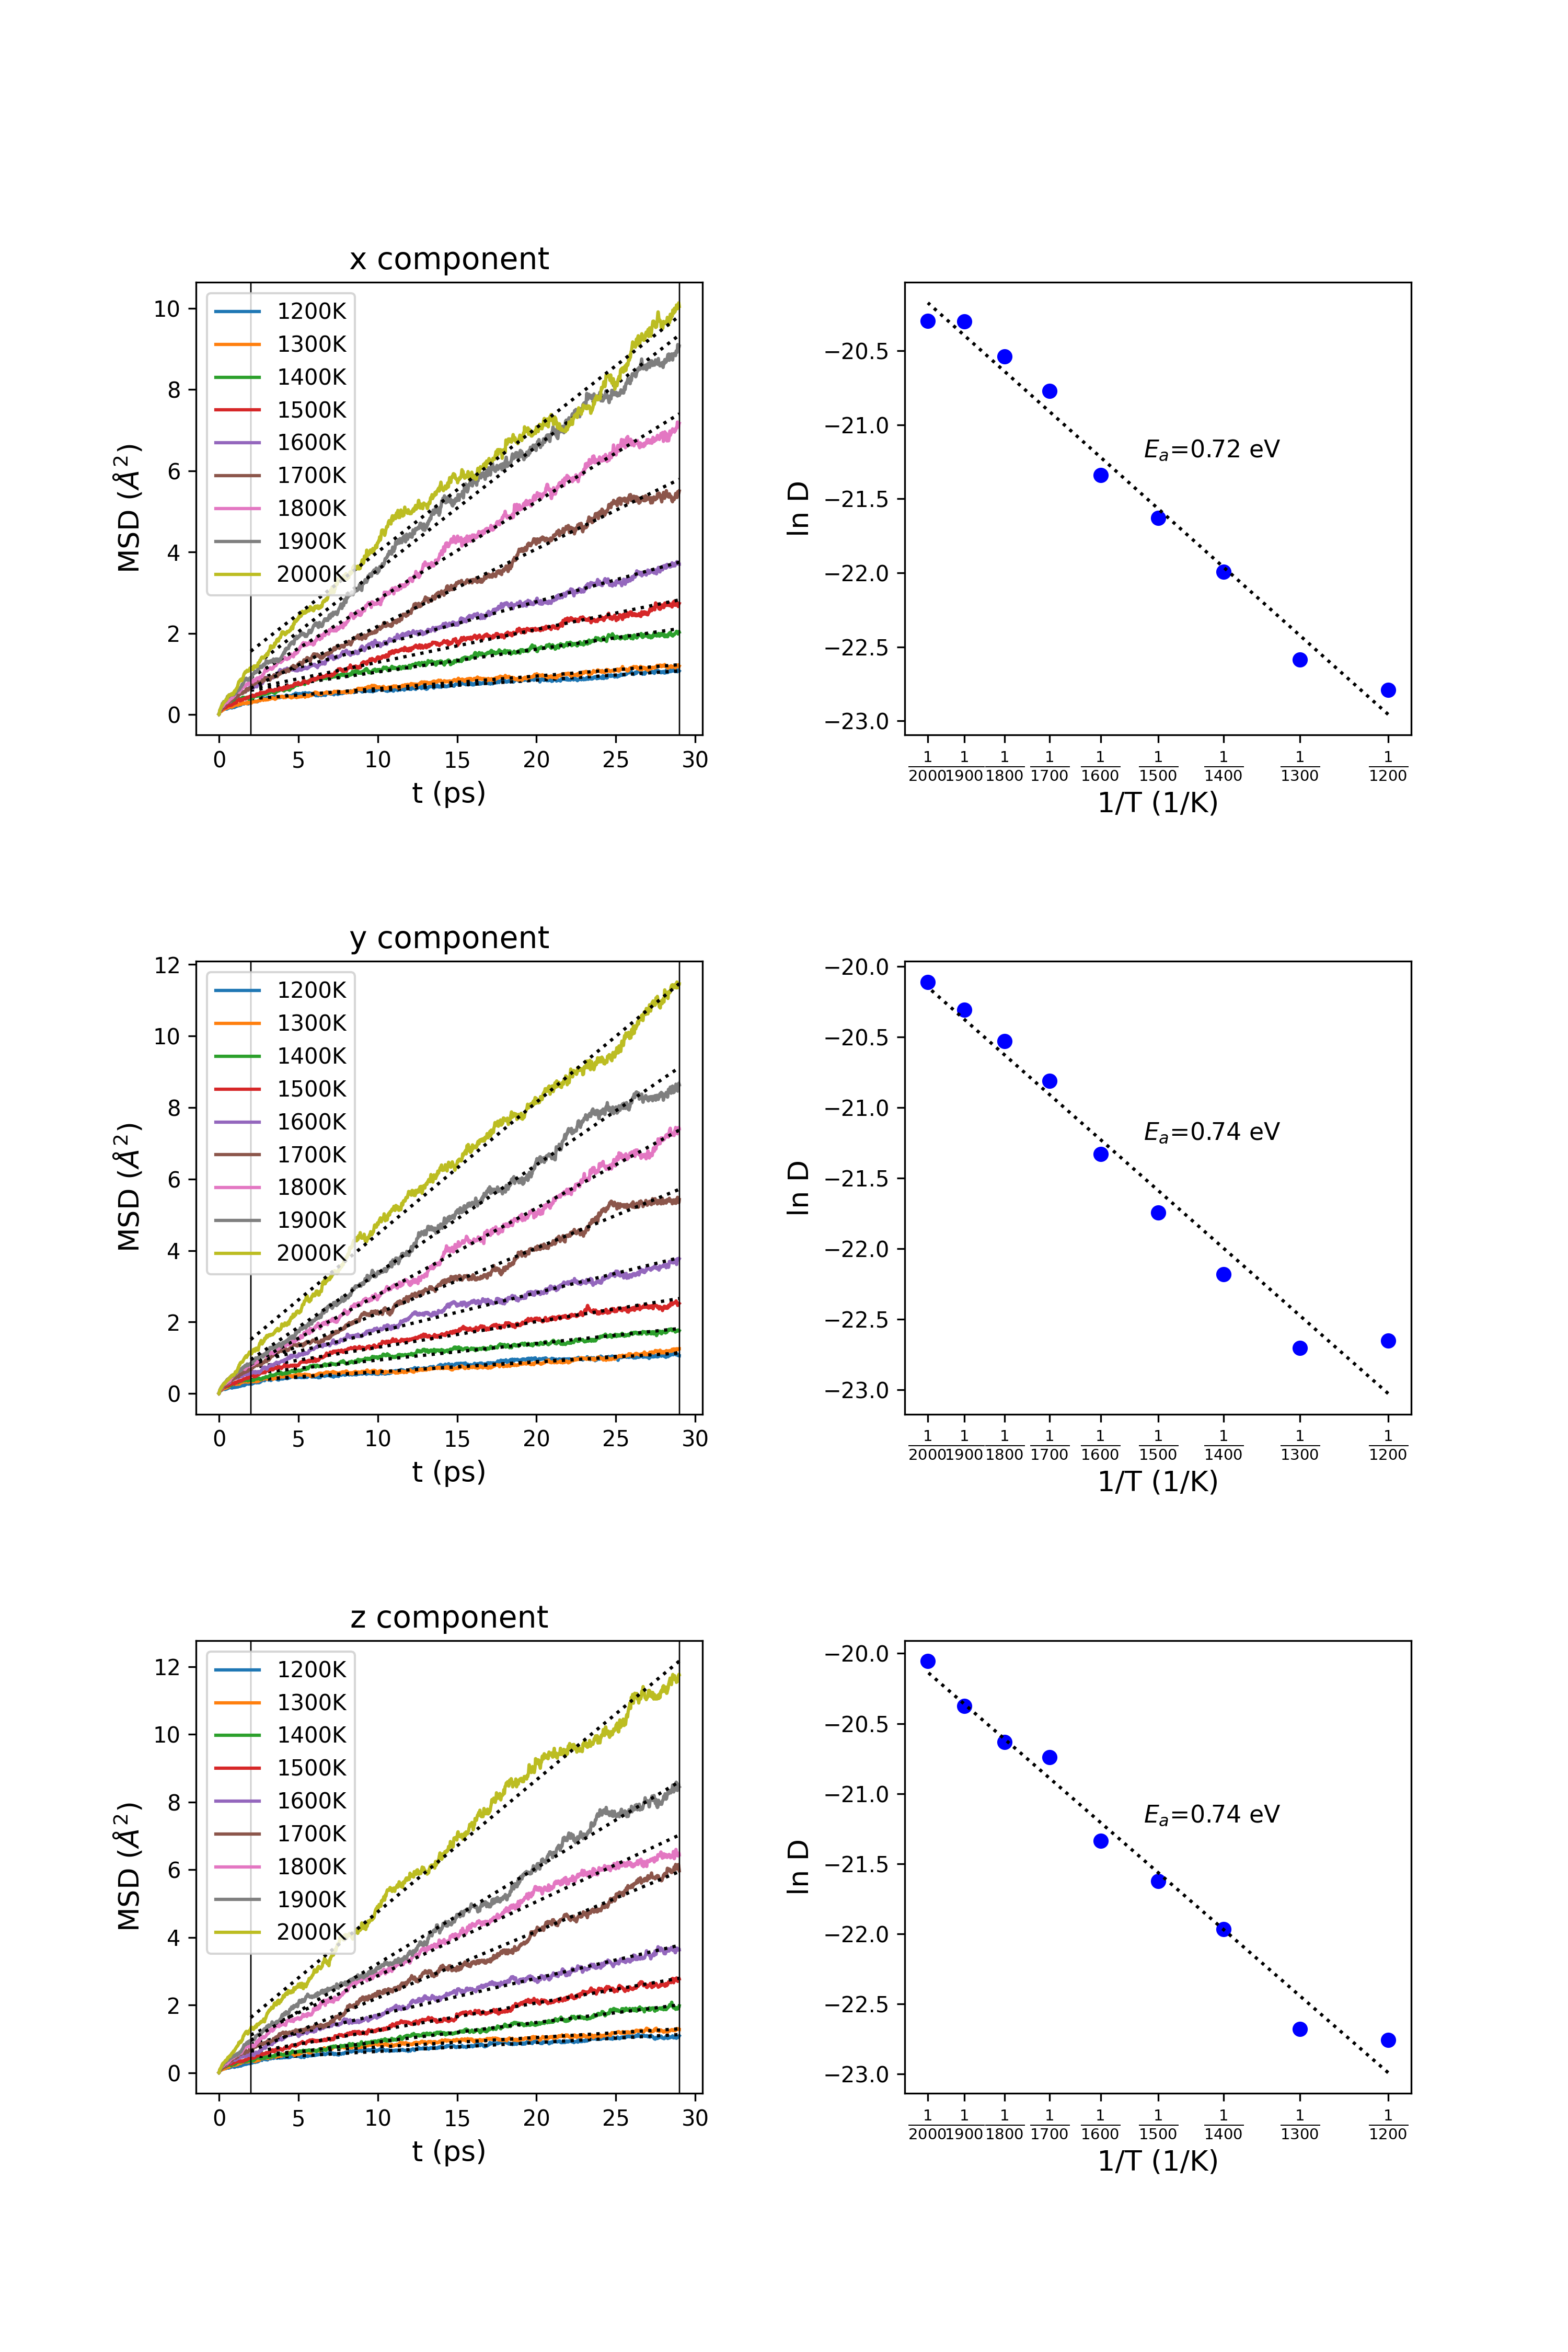 x component
MSD (Å²)
10
8
6
4
2
0
1200K
1300K
1400K
1500K
1600K
1700K
1800K
1900K
2000K
0 5 10 15 20 25 30
t (ps)
ln D
−20.5
−21.0
−21.5
−22.0
−22.5
−23.0
Eₐ=0.72 eV
1/2000 1/1900 1/1800 1/1700 1/1600 1/1500 1/1400 1/1300 1/1200
1/T (1/K)
y component
MSD (Å²)
12
10
8
6
4
2
0
1200K
1300K
1400K
1500K
1600K
1700K
1800K
1900K
2000K
0 5 10 15 20 25 30
t (ps)
ln D
−20.0
−20.5
−21.0
−21.5
−22.0
−22.5
−23.0
Eₐ=0.74 eV
1/2000 1/1900 1/1800 1/1700 1/1600 1/1500 1/1400 1/1300 1/1200
1/T (1/K)
z component
MSD (Å²)
12
10
8
6
4
2
0
1200K
1300K
1400K
1500K
1600K
1700K
1800K
1900K
2000K
0 5 10 15 20 25 30
t (ps)
ln D
−20.0
−20.5
−21.0
−21.5
−22.0
−22.5
−23.0
Eₐ=0.74 eV
1/2000 1/1900 1/1800 1/1700 1/1600 1/1500 1/1400 1/1300 1/1200
1/T (1/K)